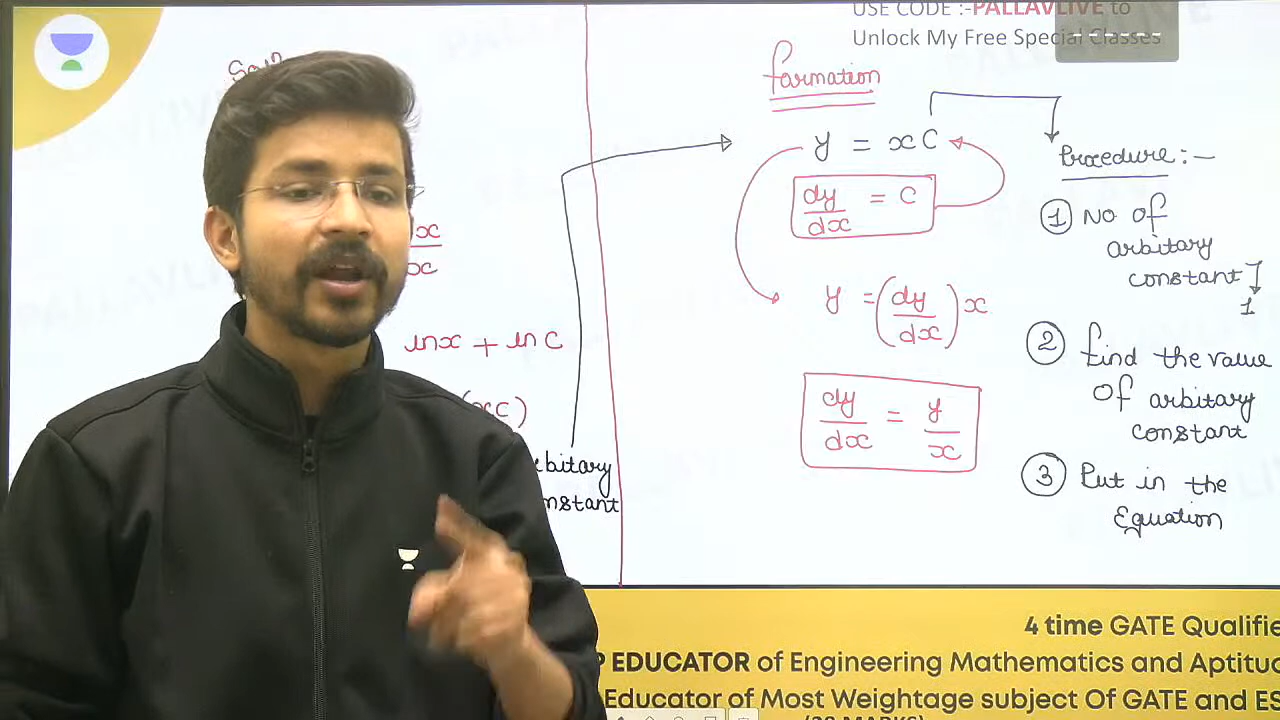 USE CODE :-PALLAVLIVE to
Unlock My Free Special Classes
formation
y = xC
dy/dx = C
y = (dy/dx) x
dy/dx = y/x
Procedure:-
① No of
arbitary
constant
1
② find the value
Of arbitary
constant
③ Put in the
Equation
lnx + lnC
(xC)
bitary
nstant
4 time GATE Qualifie
P EDUCATOR of Engineering Mathematics and Aptitud
Educator of Most Weightage subject Of GATE and ES